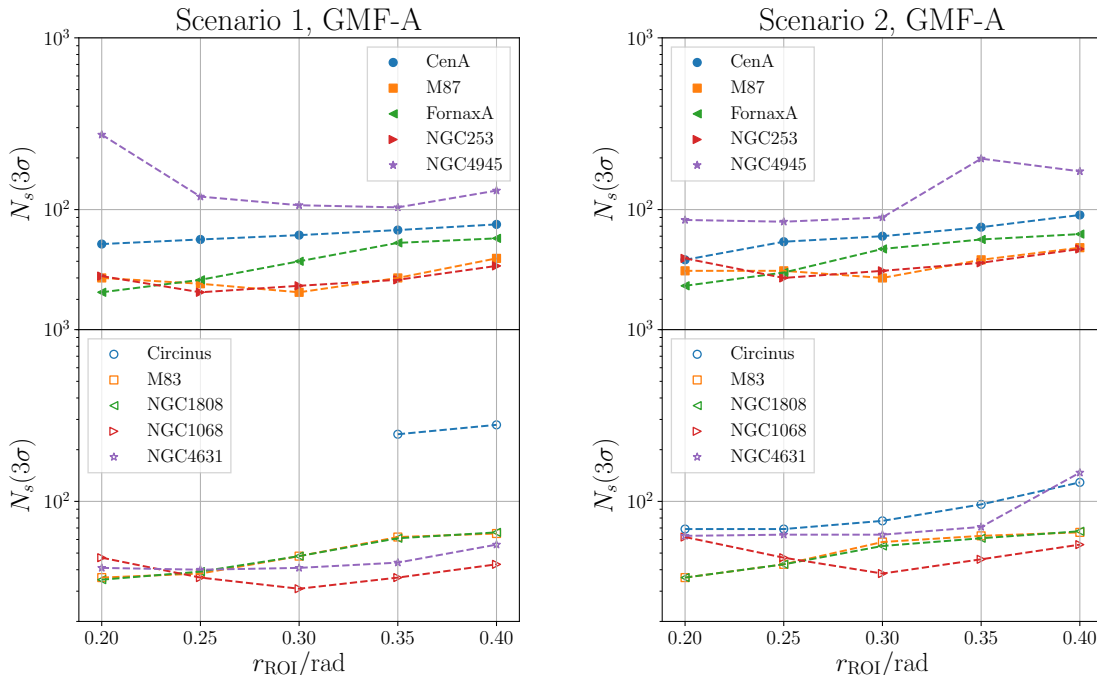 Scenario 1, GMF-A
10³
CenA
M87
FornaxA
NGC253
NGC4945
10²
N_s(3σ)
10³
Circinus
M83
NGC1808
NGC1068
NGC4631
10²
N_s(3σ)
0.20 0.25 0.30 0.35 0.40
r_ROI/rad
Scenario 2, GMF-A
10³
CenA
M87
FornaxA
NGC253
NGC4945
10²
N_s(3σ)
10³
Circinus
M83
NGC1808
NGC1068
NGC4631
10²
N_s(3σ)
0.20 0.25 0.30 0.35 0.40
r_ROI/rad